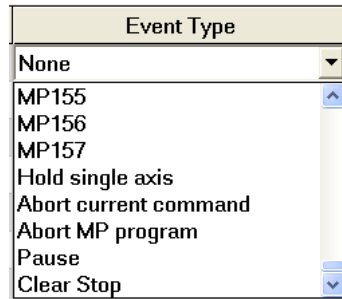 Event Type
None
MP155
MP156
MP157
Hold single axis
Abort current command
Abort MP program
Pause
Clear Stop